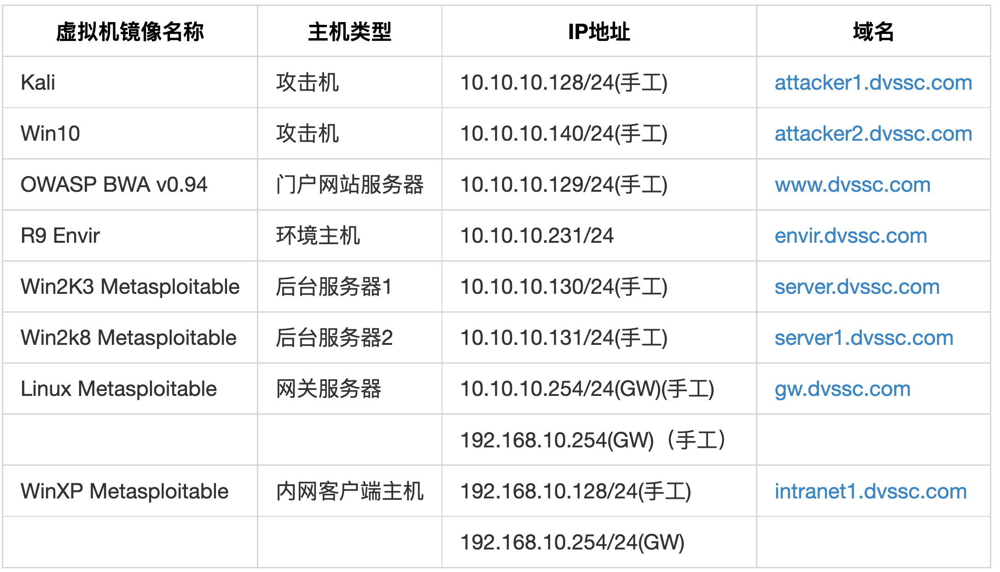 虚拟机镜像名称 主机类型 IP地址 域名
Kali 攻击机 10.10.10.128/24(手工) attacker1.dvssc.com
Win10 攻击机 10.10.10.140/24(手工) attacker2.dvssc.com
OWASP BWA v0.94 门户网站服务器 10.10.10.129/24(手工) www.dvssc.com
R9 Envir 环境主机 10.10.10.231/24 envir.dvssc.com
Win2K3 Metasploitable 后台服务器1 10.10.10.130/24(手工) server.dvssc.com
Win2k8 Metasploitable 后台服务器2 10.10.10.131/24(手工) server1.dvssc.com
Linux Metasploitable 网关服务器 10.10.10.254/24(GW)(手工) gw.dvssc.com
192.168.10.254(GW)（手工）
WinXP Metasploitable 内网客户端主机 192.168.10.128/24(手工) intranet1.dvssc.com
192.168.10.254/24(GW)